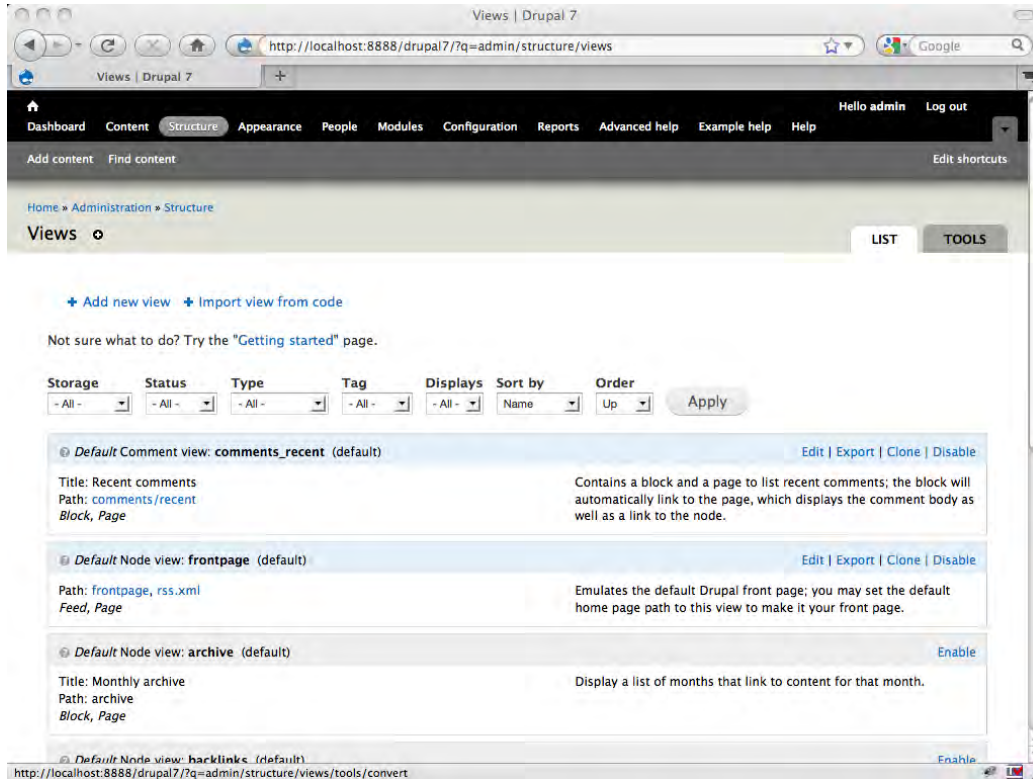 Views | Drupal 7
http://localhost:8888/drupal7/?q=admin/structure/views
Google
Views | Drupal 7
Hello admin Log out
Dashboard Content Structure Appearance People Modules Configuration Reports Advanced help Example help Help
Add content Find content Edit shortcuts
Home » Administration » Structure
Views
LIST TOOLS
+ Add new view + Import view from code
Not sure what to do? Try the "Getting started" page.
Storage Status Type Tag Displays Sort by Order
- All - - All - - All - - All - - All - Name Up Apply
Default Comment view: comments_recent (default) Edit | Export | Clone | Disable
Title: Recent comments
Path: comments/recent
Block, Page
Contains a block and a page to list recent comments; the block will
automatically link to the page, which displays the comment body as
well as a link to the node.
Default Node view: frontpage (default) Edit | Export | Clone | Disable
Path: frontpage, rss.xml
Feed, Page
Emulates the default Drupal front page; you may set the default
home page path to this view to make it your front page.
Default Node view: archive (default) Enable
Title: Monthly archive
Path: archive
Block, Page
Display a list of months that link to content for that month.
Default Node view: backlinks (default) Enable
http://localhost:8888/drupal7/?q=admin/structure/views/tools/convert